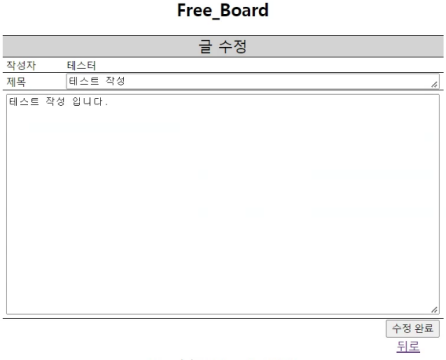 Free_Board
글 수정
작성자 테스터
제목 테스트 작성
테스트 작성 입니다.
수정 완료
뒤로